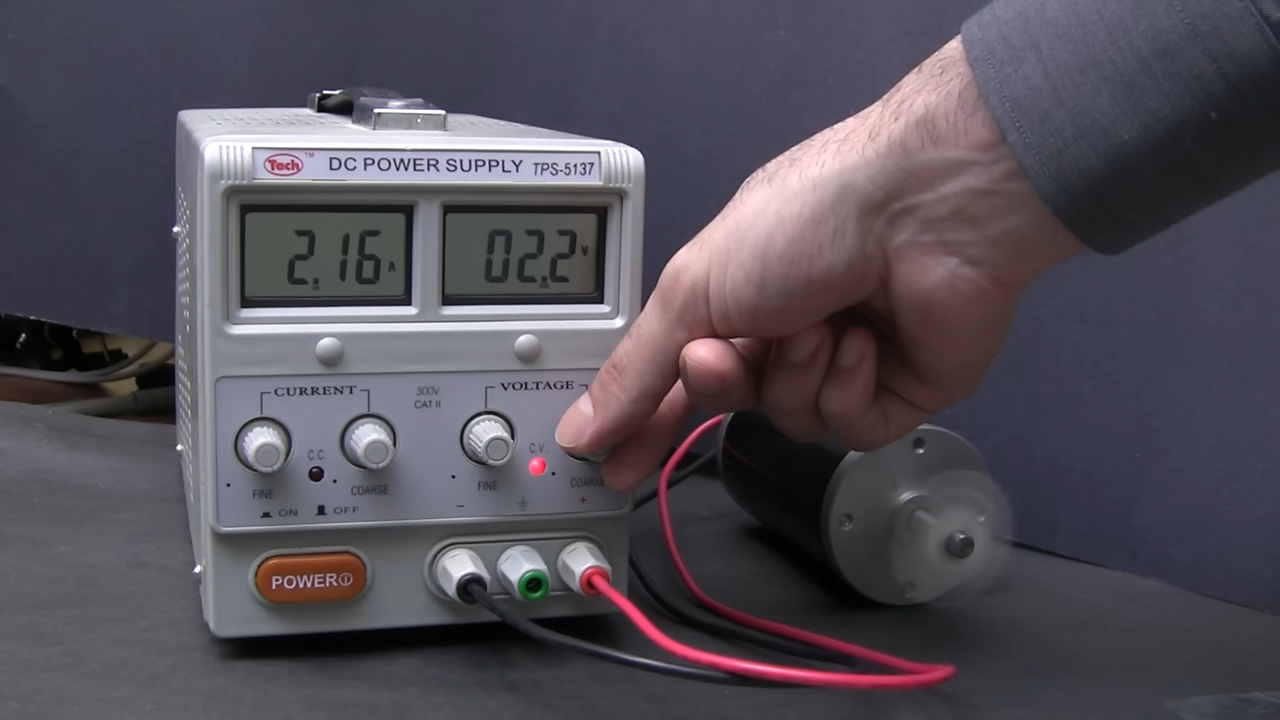 Tech™ DC POWER SUPPLY TPS-5137
2.16 A 02.2 V
CURRENT 300V VOLTAGE
CAT II
C.C. C.V.
FINE COARSE FINE COARSE
ON OFF − +
POWER